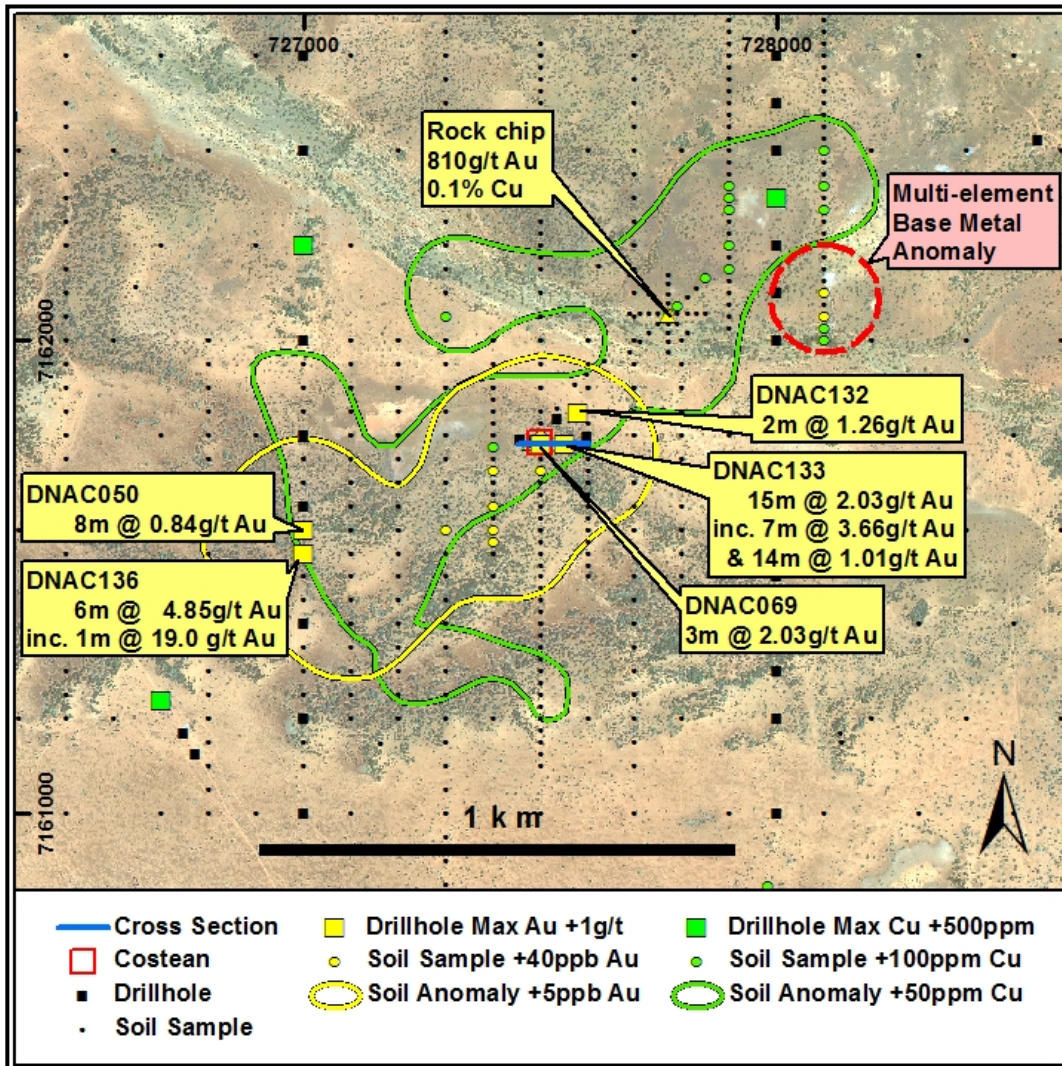 727000
728000
Rock chip
810g/t Au
0.1% Cu
Multi-element
Base Metal
Anomaly
7162000
DNAC132
2m @ 1.26g/t Au
DNAC050
8m @ 0.84g/t Au
DNAC133
15m @ 2.03g/t Au
inc. 7m @ 3.66g/t Au
& 14m @ 1.01g/t Au
DNAC136
6m @ 4.85g/t Au
inc. 1m @ 19.0 g/t Au
DNAC069
3m @ 2.03g/t Au
7161000
1 km
N
Cross Section
Drillhole Max Au +1g/t
Drillhole Max Cu +500ppm
Costean
Soil Sample +40ppb Au
Soil Sample +100ppm Cu
Drillhole
Soil Anomaly +5ppb Au
Soil Anomaly +50ppm Cu
Soil Sample